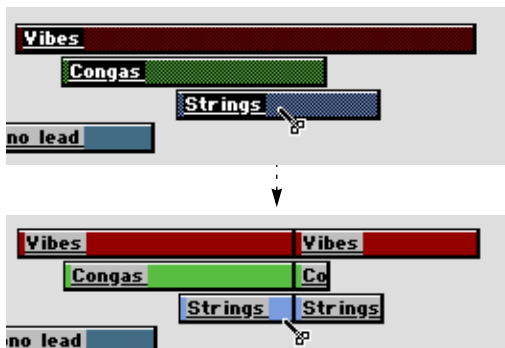 Vibes
Congas
Strings
no lead
Vibes Vibes
Congas Co
Strings Strings
no lead